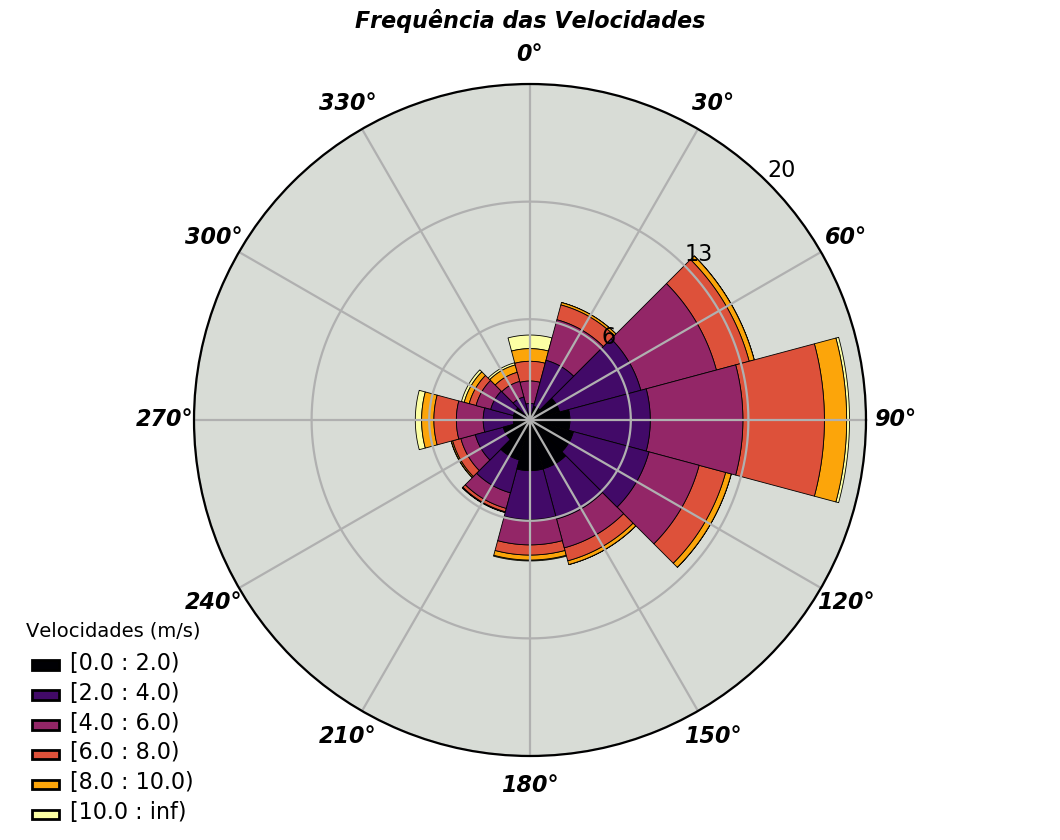 Frequência das Velocidades
0°
330°
30°
20
300°
60°
13
6
270°
90°
240°
120°
210°
150°
180°
Velocidades (m/s)
[0.0 : 2.0)
[2.0 : 4.0)
[4.0 : 6.0)
[6.0 : 8.0)
[8.0 : 10.0)
[10.0 : inf)